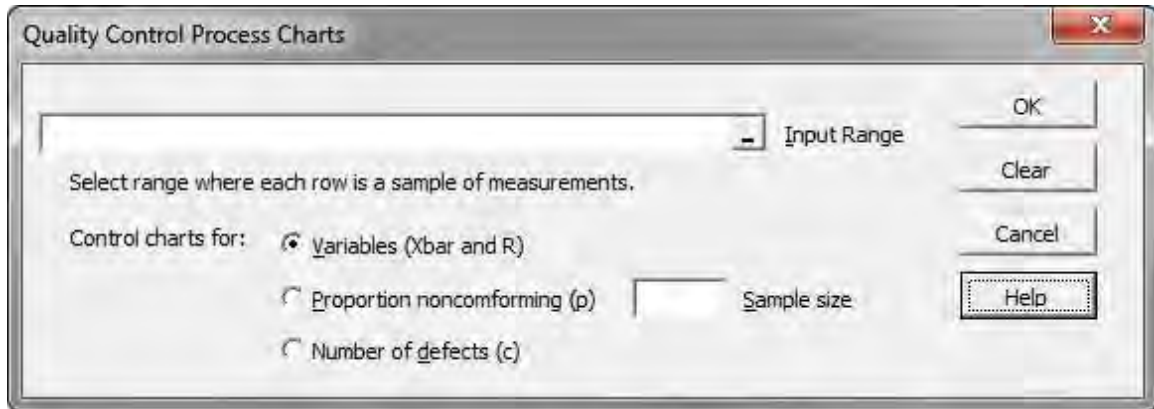 Quality Control Process Charts
Input Range
OK
Select range where each row is a sample of measurements.
Clear
Control charts for:
Variables (Xbar and R)
Cancel
Proportion noncomforming (p)
Sample size
Help
Number of defects (c)